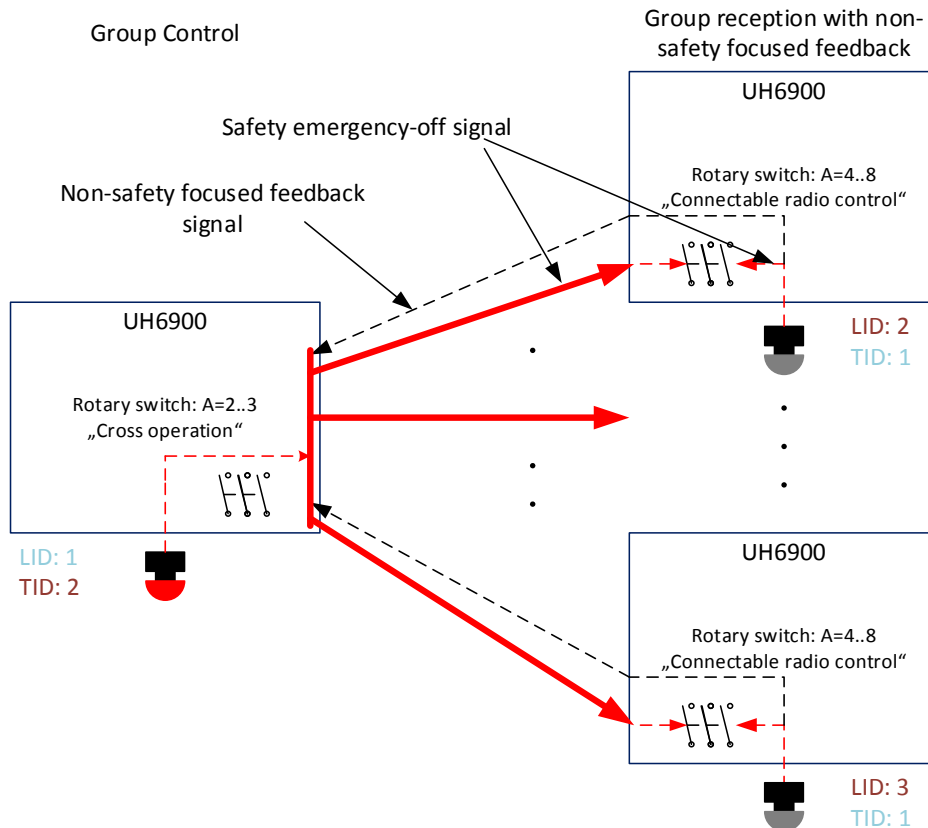 Group Control
Group reception with non-
safety focused feedback
UH6900
Safety emergency-off signal
Rotary switch: A=4..8
„Connectable radio control“
Non-safety focused feedback
signal
LID: 2
TID: 1
UH6900
Rotary switch: A=2..3
„Cross operation“
LID: 1
TID: 2
UH6900
Rotary switch: A=4..8
„Connectable radio control“
LID: 3
TID: 1